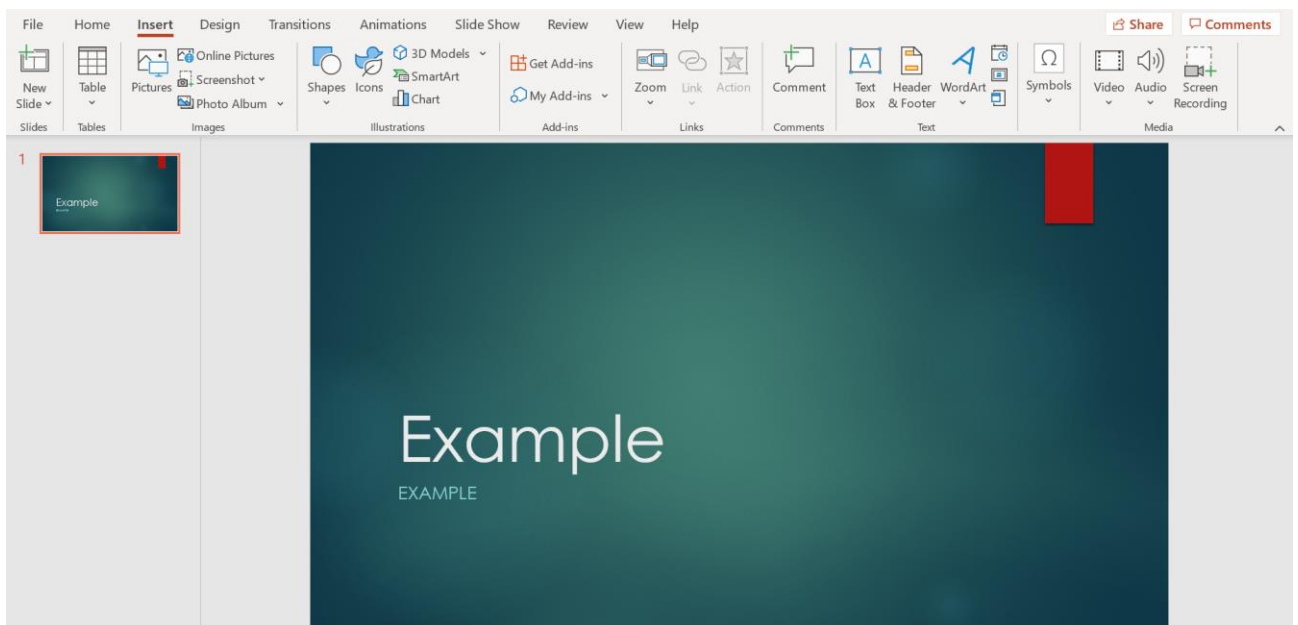 File Home Insert Design Transitions Animations Slide Show Review View Help Share Comments
New Slide
Table
Pictures
Online Pictures
Screenshot
Photo Album
Shapes
Icons
3D Models
SmartArt
Chart
Get Add-ins
My Add-ins
Zoom
Link
Action
Comment
A
Text Box
Header & Footer
A
WordArt
Ω
Symbols
Video
Audio
Screen Recording
Slides Tables Images Illustrations Add-ins Links Comments Text Media
1
Example
Example
EXAMPLE